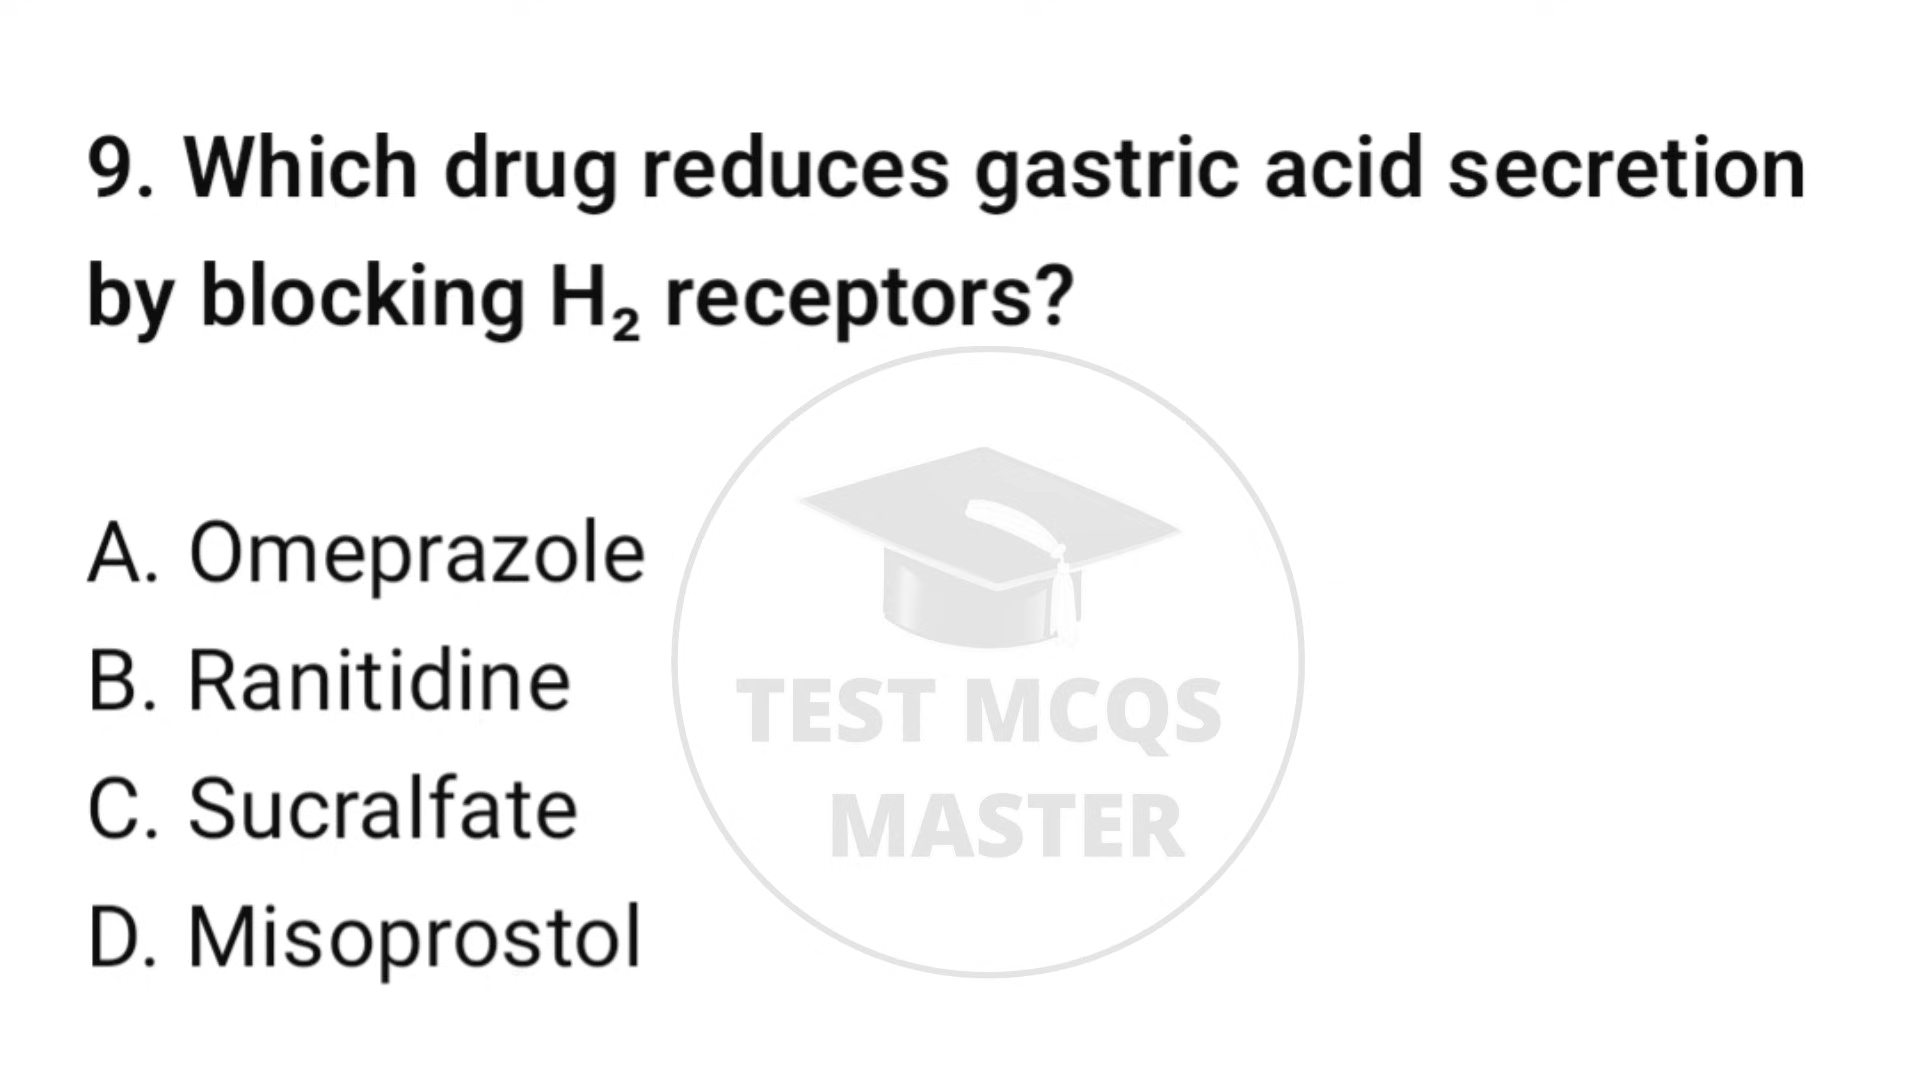 9. Which drug reduces gastric acid secretion
by blocking H₂ receptors?
A. Omeprazole
B. Ranitidine
C. Sucralfate
D. Misoprostol
TEST MCQS
MASTER